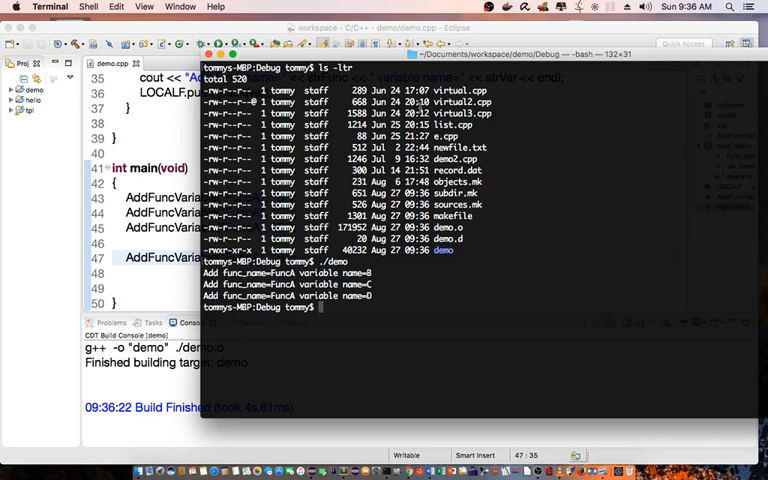 Terminal Shell Edit View Window Help
Sun 9:36 AM
workspace - C/C++ - demo/demo.cpp - Eclipse
Quick Access
~/Documents/workspace/demo/Debug — -bash — 132×31
Proj
demo.cpp
demo
hello
tpl
35
36
37
38
39
40
41 int main(void)
42 {
43 AddFuncVaria
44 AddFuncVaria
45 AddFuncVaria
46
47 AddFuncVaria
50 }
cout << "Ad
LOCALF.
}
}
tommys-MBP:Debug tommy$ ls -ltr
total 520
-rw-r--r-- 1 tommy staff 289 Jun 24 17:07 virtual.cpp
-rw-r--r--@ 1 tommy staff 668 Jun 24 20:10 virtual2.cpp
-rw-r--r-- 1 tommy staff 1588 Jun 24 20:12 virtual3.cpp
-rw-r--r-- 1 tommy staff 1214 Jun 25 20:15 list.cpp
-rw-r--r-- 1 tommy staff 88 Jun 25 21:27 e.cpp
-rw-r--r-- 1 tommy staff 512 Jul 2 22:44 newfile.txt
-rw-r--r-- 1 tommy staff 1246 Jul 9 16:32 demo2.cpp
-rw-r--r-- 1 tommy staff 300 Jul 14 21:51 record.dat
-rw-r--r-- 1 tommy staff 231 Aug 6 17:48 objects.mk
-rw-r--r-- 1 tommy staff 651 Aug 27 09:36 subdir.mk
-rw-r--r-- 1 tommy staff 526 Aug 27 09:36 sources.mk
-rw-r--r-- 1 tommy staff 1301 Aug 27 09:36 makefile
-rw-r--r-- 1 tommy staff 171952 Aug 27 09:36 demo.o
-rw-r--r-- 1 tommy staff 20 Aug 27 09:36 demo.d
-rwxr-xr-x 1 tommy staff 40232 Aug 27 09:36 demo
tommys-MBP:Debug tommy$ ./demo
Add func_name=FuncA variable name=B
Add func_name=FuncA variable name=C
Add func_name=FuncA variable name=D
tommys-MBP:Debug tommy$
Problems Tasks Conso
CDT Build Console [demo]
g++ -o "demo" ./demo.o
Finished building target: demo
09:36:22 Build Finished (took 4s.81ms)
Writable Smart Insert 47 : 35